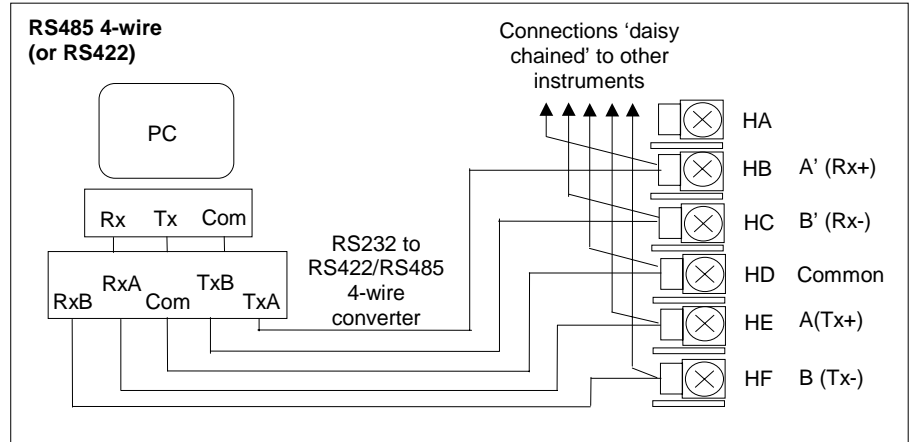 RS485 4-wire
(or RS422)
Connections ‘daisy
chained’ to other
instruments
PC
Rx Tx Com
RxB RxA Com TxB TxA
RS232 to
RS422/RS485
4-wire
converter
HA
HB A’ (Rx+)
HC B’ (Rx-)
HD Common
HE A(Tx+)
HF B (Tx-)